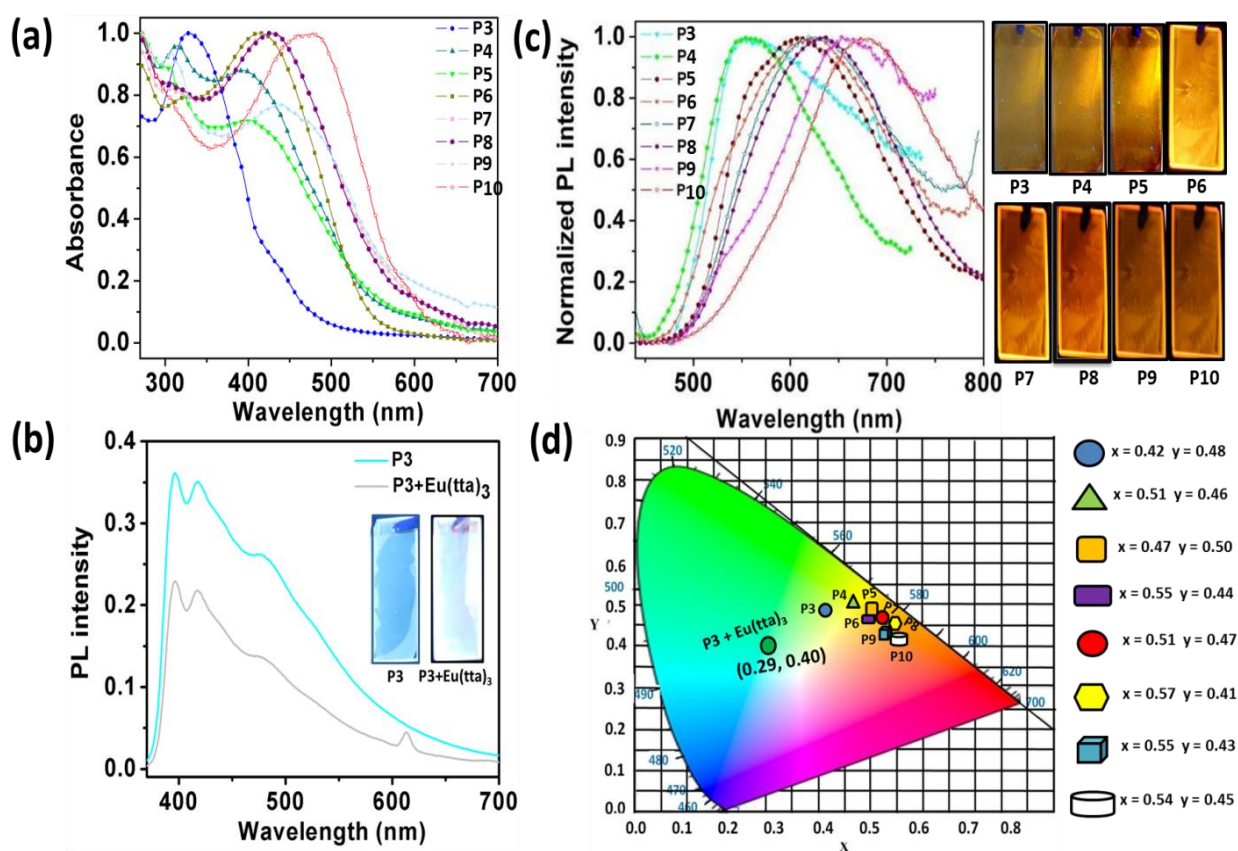 (a)
P3
P4
P5
P6
P7
P8
P9
P10
Absorbance
1.0
0.8
0.6
0.4
0.2
0.0
300 400 500 600 700
Wavelength (nm)
(b)
P3
P3+Eu(tta)3
PL intensity
0.4
0.3
0.2
0.1
0.0
P3 P3+Eu(tta)3
400 500 600 700
Wavelength (nm)
(c)
P3
P4
P5
P6
P7
P8
P9
P10
Normalized PL intensity
1.0
0.8
0.6
0.4
0.2
0.0
500 600 700 800
Wavelength (nm)
P3 P4 P5 P6
P7 P8 P9 P10
(d)
0.9
0.8
0.7
0.6
0.5
0.4
0.3
0.2
0.1
0.0
Y
520
540
560
500
580
600
620
700
490
480
470
460
P3
P4
P5
P6
P7
P8
P9
P10
P3 + Eu(tta)3
(0.29, 0.40)
0.0 0.1 0.2 0.3 0.4 0.5 0.6 0.7 0.8
X
x = 0.42 y = 0.48
x = 0.51 y = 0.46
x = 0.47 y = 0.50
x = 0.55 y = 0.44
x = 0.51 y = 0.47
x = 0.57 y = 0.41
x = 0.55 y = 0.43
x = 0.54 y = 0.45